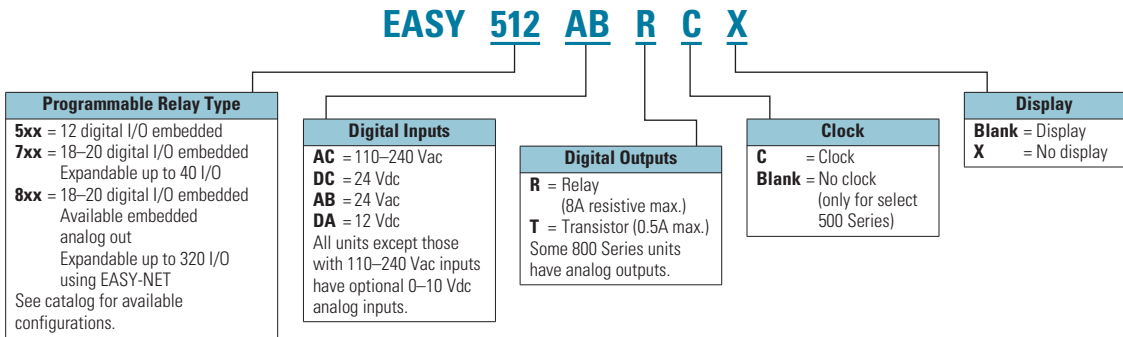 EASY 512 AB R C X
Programmable Relay Type
5xx = 12 digital I/O embedded
7xx = 18–20 digital I/O embedded
Expandable up to 40 I/O
8xx = 18–20 digital I/O embedded
Available embedded
analog out
Expandable up to 320 I/O
using EASY-NET
See catalog for available
configurations.
Digital Inputs
AC = 110–240 Vac
DC = 24 Vdc
AB = 24 Vac
DA = 12 Vdc
All units except those
with 110–240 Vac inputs
have optional 0–10 Vdc
analog inputs.
Digital Outputs
R = Relay
(8A resistive max.)
T = Transistor (0.5A max.)
Some 800 Series units
have analog outputs.
Clock
C = Clock
Blank = No clock
(only for select
500 Series)
Display
Blank = Display
X = No display